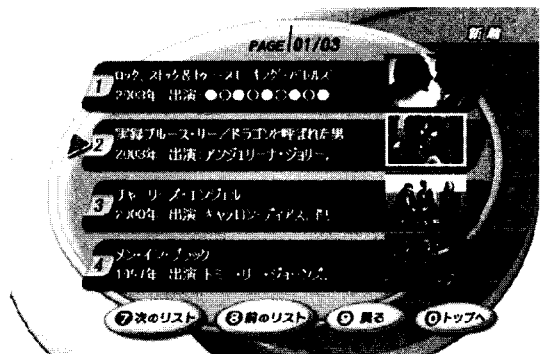 新着
PAGE 01/03
1
ロック、ストック&トゥー・スモーキング・バレルズ
2003年 出演:●○●○●○●○●
2
実録ブルース・リー/ドラゴンと呼ばれた男
2003年 出演:アンジェリーナ・ジョリー、
3
チャーリーズ・エンジェル
2000年 出演:キャメロン・ディアス、
4
メン・イン・ブラック
1997年 出演:トミー・リー・ジョーンズ、
7 次のリスト
8 前のリスト
9 戻る
0 トップへ